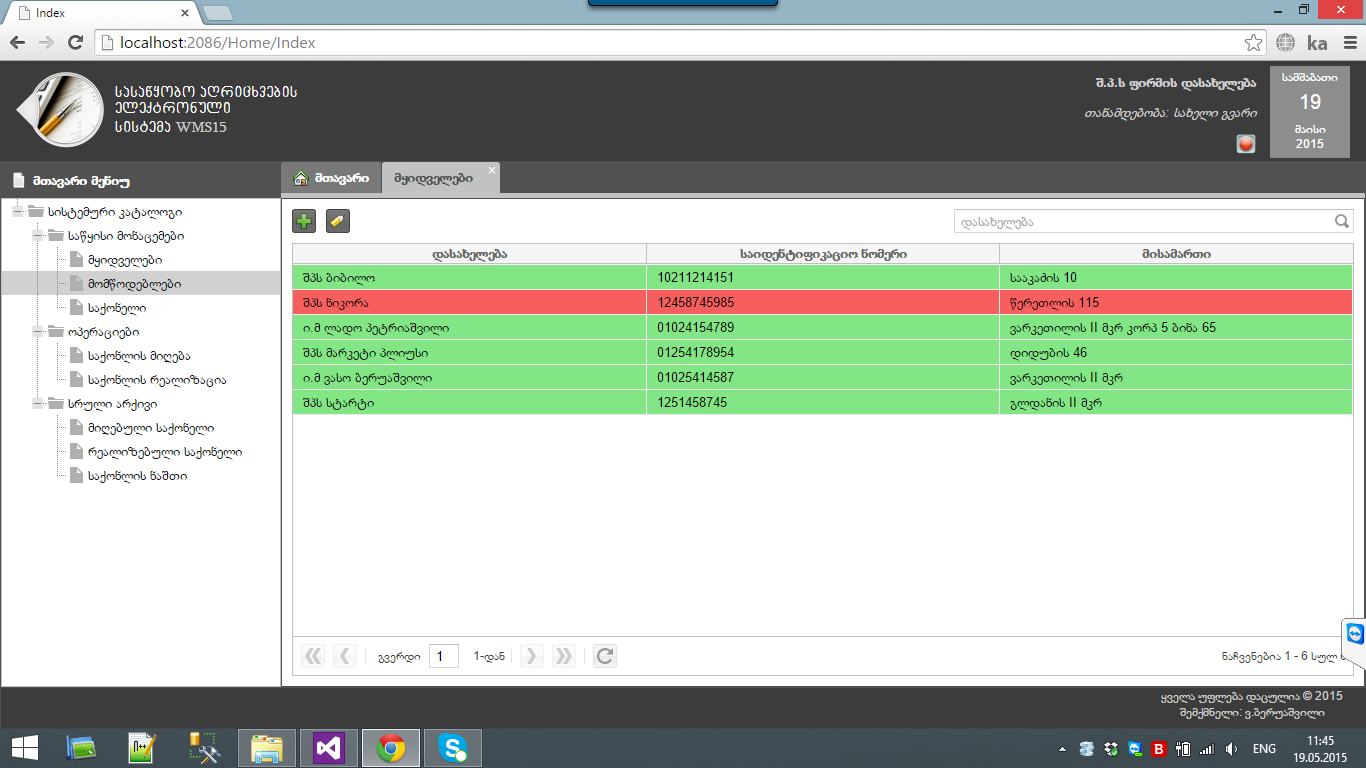 Index
localhost:2086/Home/Index
ka
სასაწყობო აღრიცხვების
ელექტრონული
სისტემა WMS15
შ.პ.ს ფირმის დასახელება
თანამდებობა: სახელი გვარი
სამშაბათი
19
მაისი
2015
მთავარი მენიუ
მთავარი
მყიდველები
სისტემური კატალოგი
საწყისი მონაცემები
მყიდველები
მომწოდებლები
საქონელი
ოპერაციები
საქონლის მიღება
საქონლის რეალიზაცია
სრული არქივი
მიღებული საქონელი
რეალიზებული საქონელი
საქონლის ნაშთი
დასახელება
დასახელება საიდენტიფიკაციო ნომერი მისამართი
შპს ბიბილო 10211214151 სააკაძის 10
შპს ნიკორა 12458745985 წერეთლის 115
ი.მ ლადო პეტრიაშვილი 01024154789 ვარკეთილის II მკრ კორპ 5 ბინა 65
შპს მარკეტი პლიუსი 01254178954 დიდუბის 46
ი.მ ვასო ბერუაშვილი 01025414587 ვარკეთილის II მკრ
შპს სტარტი 1251458745 გლდანის II მკრ
გვერდი 1 1-დან
ნაჩვენებია 1 - 6 სულ
ყველა უფლება დაცულია © 2015
შემქმნელი: ვ.ბერუაშვილი
ENG
11:45
19.05.2015